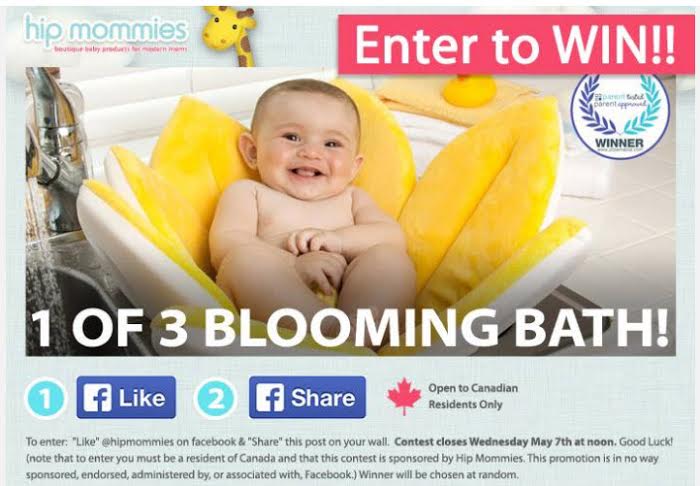 hip mommies
boutique baby products for modern moms
Enter to WIN!!
parent tested
parent approved
WINNER
1 OF 3 BLOOMING BATH!
1 f Like 2 f Share
Open to Canadian
Residents Only
To enter: "Like" @hipmommies on facebook & "Share" this post on your wall. Contest closes Wednesday May 7th at noon. Good Luck!
(note that to enter you must be a resident of Canada and that this contest is sponsored by Hip Mommies. This promotion is in no way
sponsored, endorsed, administered by, or associated with, Facebook.) Winner will be chosen at random.